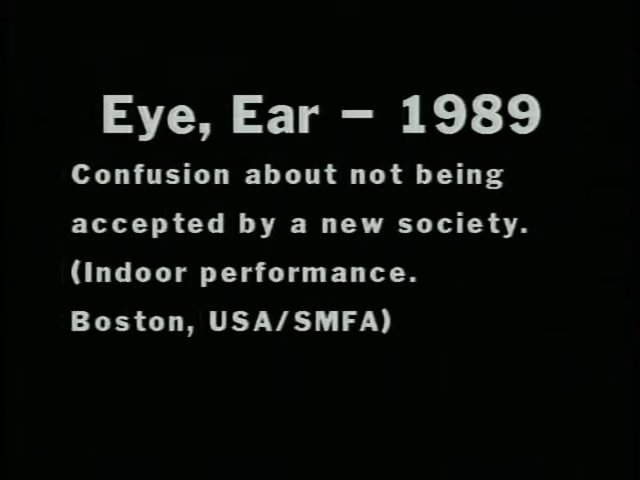 Eye, Ear – 1989
Confusion about not being
accepted by a new society.
(Indoor performance.
Boston, USA/SMFA)